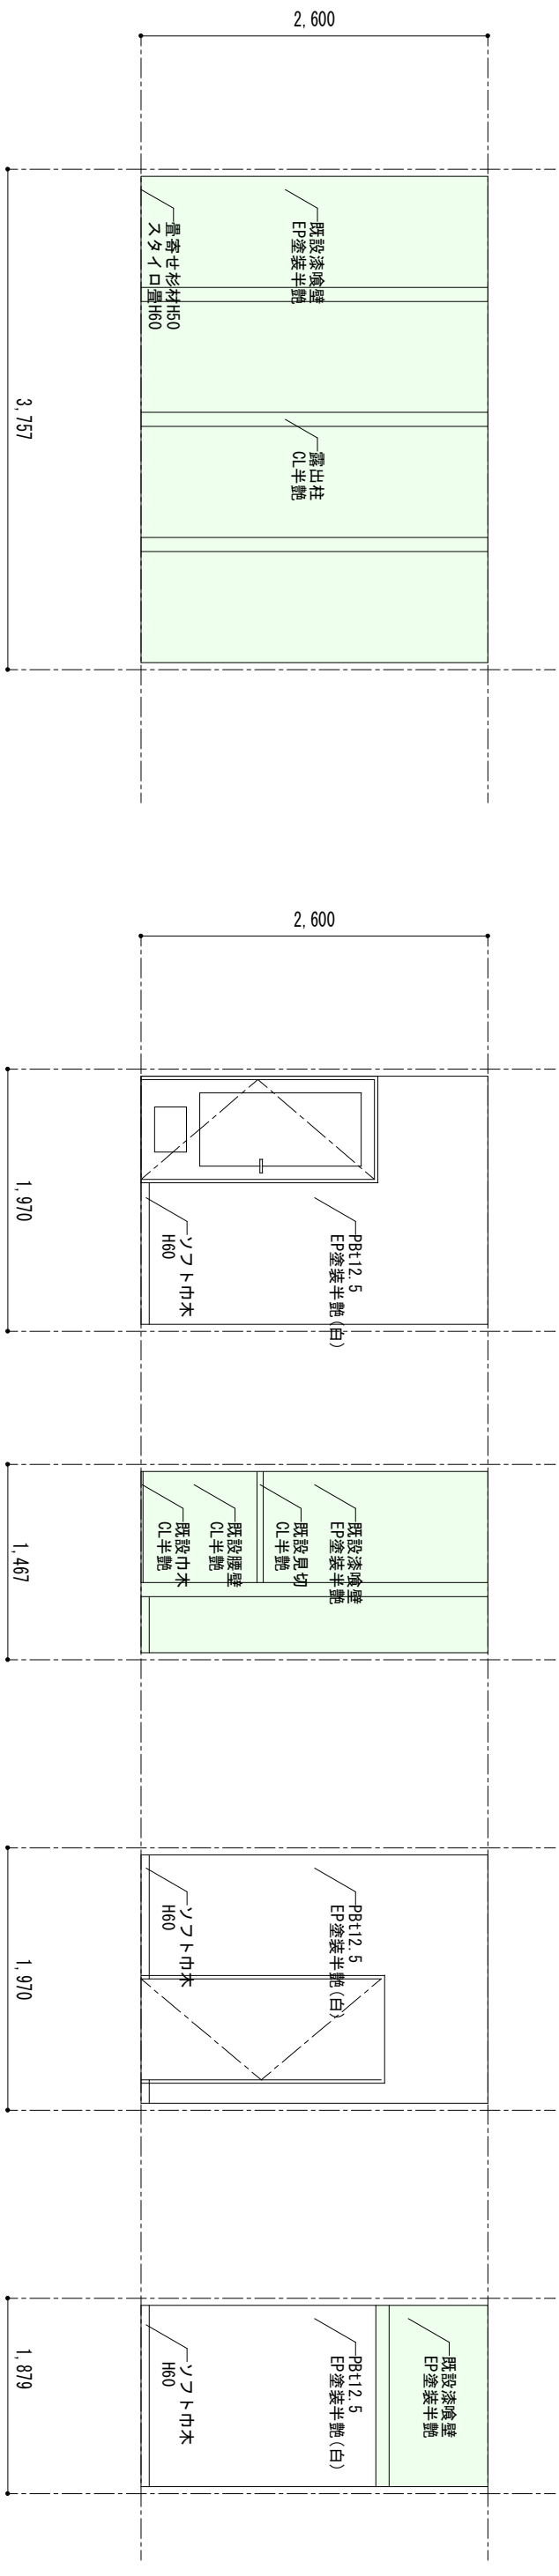 2,600
既設漆喰壁
EP塗装半艶
畳寄せ杉材H50
スタイロ畳H60
露出柱
CL半艶
3,757
2,600
PBt12.5
EP塗装半艶(白)
ソフト巾木
H60
1,970
既設漆喰壁
EP塗装半艶
既設見切
CL半艶
既設腰壁
CL半艶
既設巾木
CL半艶
1,467
PBt12.5
EP塗装半艶(白)
ソフト巾木
H60
1,970
既設漆喰壁
EP塗装半艶
PBt12.5
EP塗装半艶(白)
ソフト巾木
H60
1,879